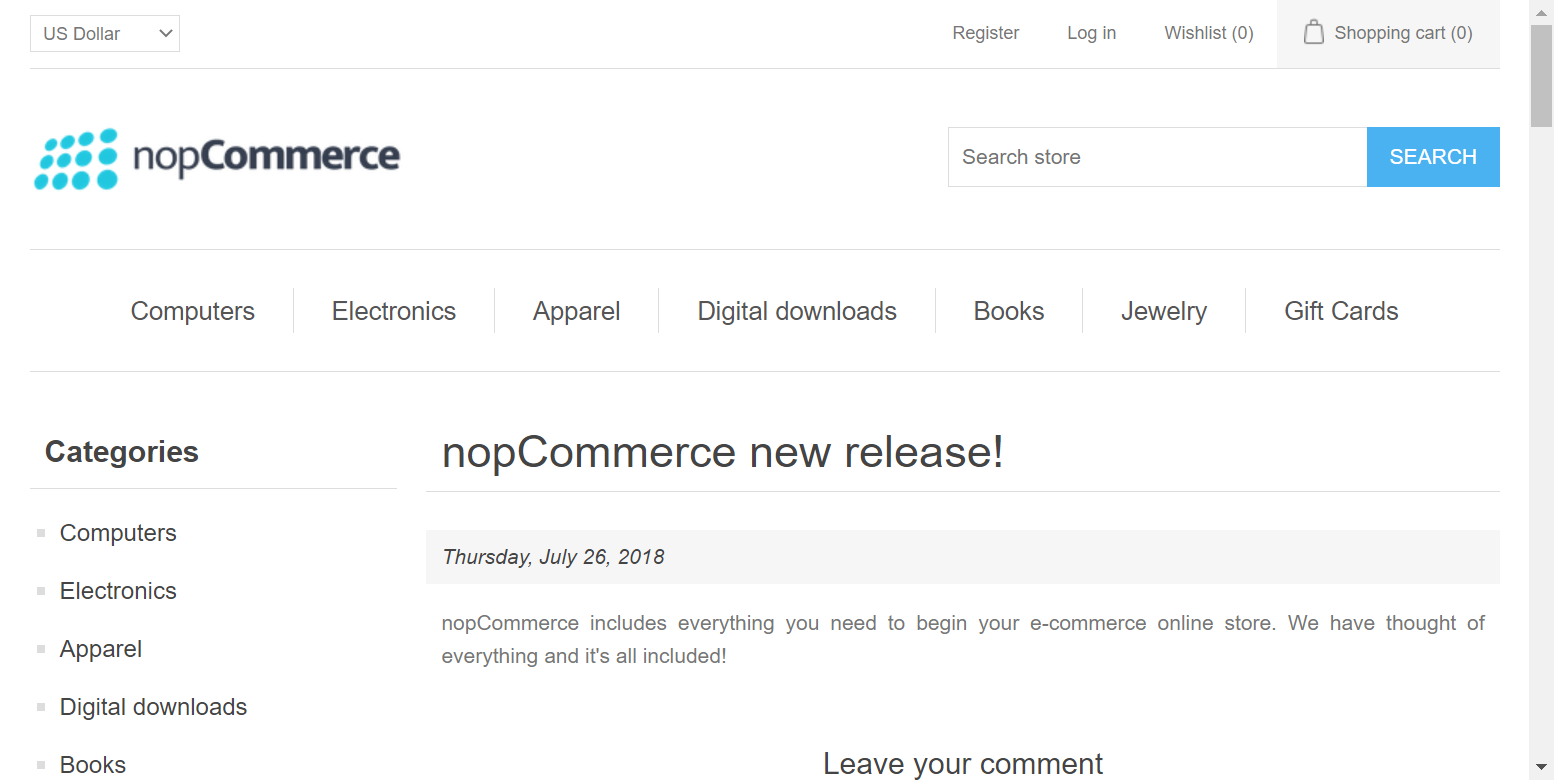 US Dollar
Register
Log in
Wishlist (0)
Shopping cart (0)
nopCommerce
Search store
SEARCH
Computers
Electronics
Apparel
Digital downloads
Books
Jewelry
Gift Cards
Categories
Computers
Electronics
Apparel
Digital downloads
Books
nopCommerce new release!
Thursday, July 26, 2018
nopCommerce includes everything you need to begin your e-commerce online store. We have thought of
everything and it's all included!
Leave your comment